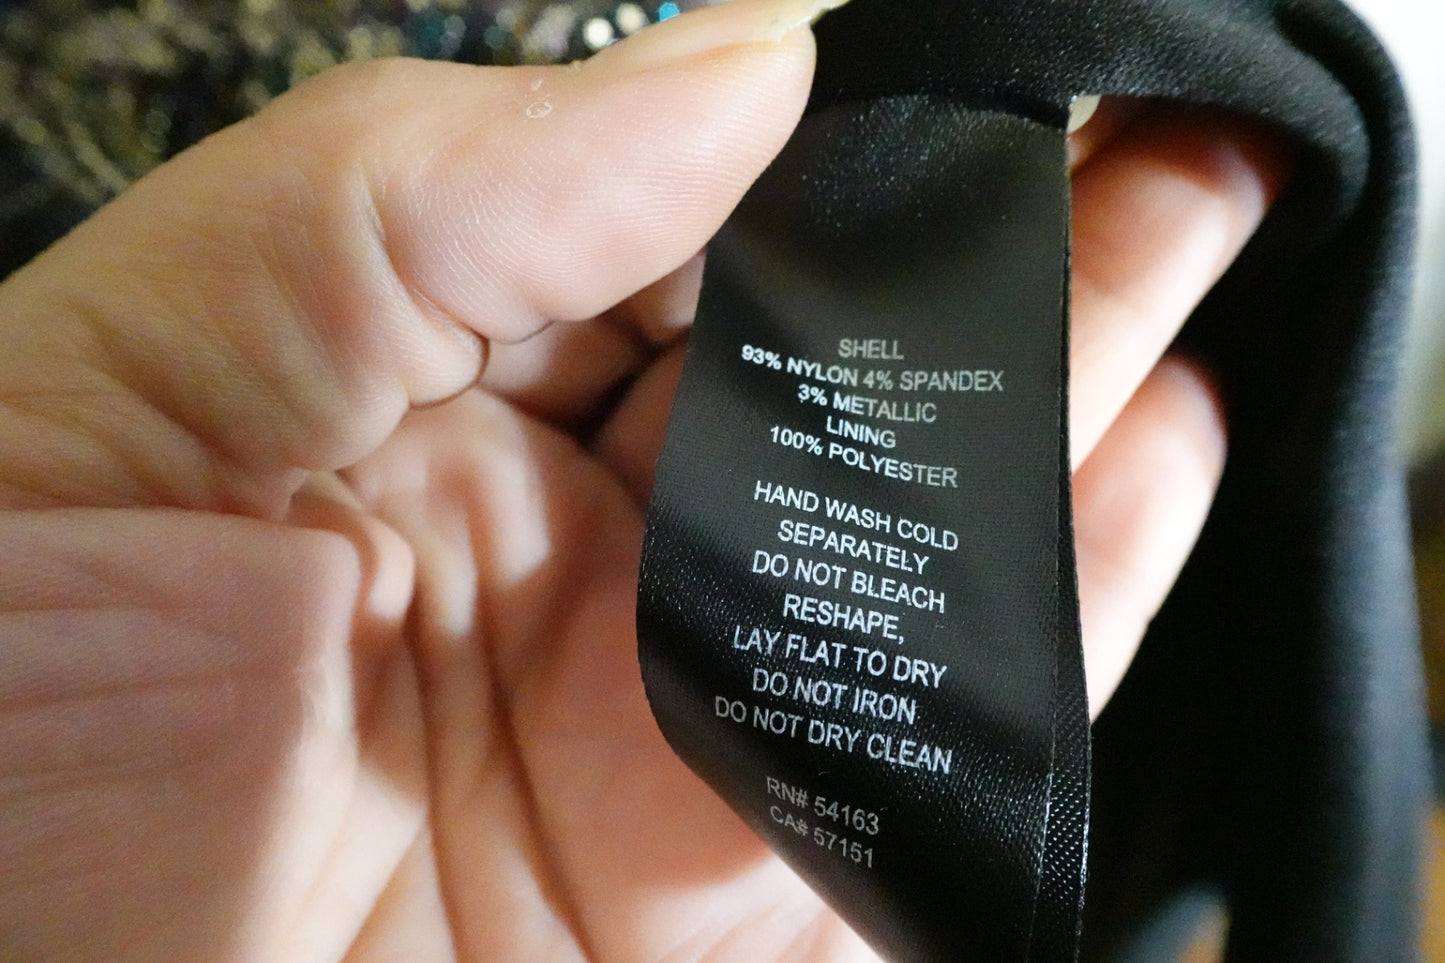 SHELL
93% NYLON 4% SPANDEX
3% METALLIC
LINING
100% POLYESTER
HAND WASH COLD
SEPARATELY
DO NOT BLEACH
RESHAPE,
LAY FLAT TO DRY
DO NOT IRON
DO NOT DRY CLEAN
RN# 54163
CA# 57151